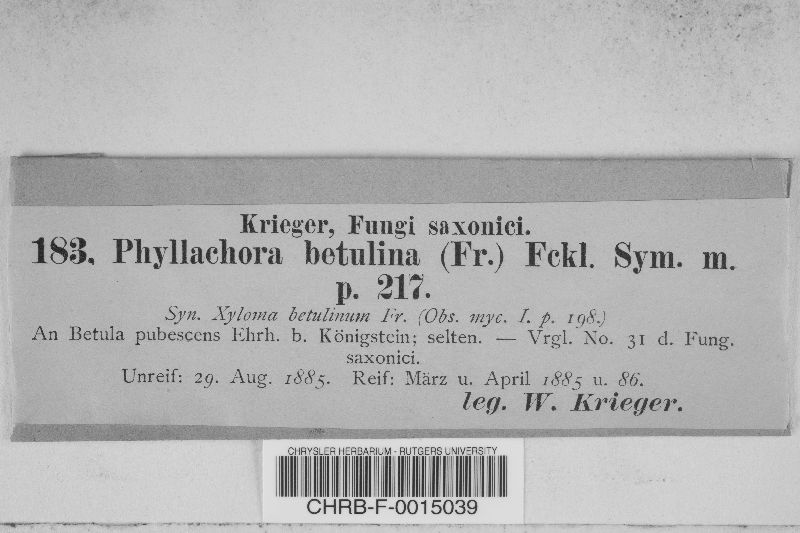 Krieger, Fungi saxonici.
183. Phyllachora betulina (Fr.) Fckl. Sym. m.
p. 217.
Syn. Xyloma betulinum Fr. (Obs. myc. I. p. 198.)
An Betula pubescens Ehrh. b. Königstein; selten. — Vrgl. No. 31 d. Fung.
saxonici.
Unreif: 29. Aug. 1885. Reif: März u. April 1885 u. 86.
leg. W. Krieger.
CHRYSLER HERBARIUM - RUTGERS UNIVERSITY
CHRB-F-0015039